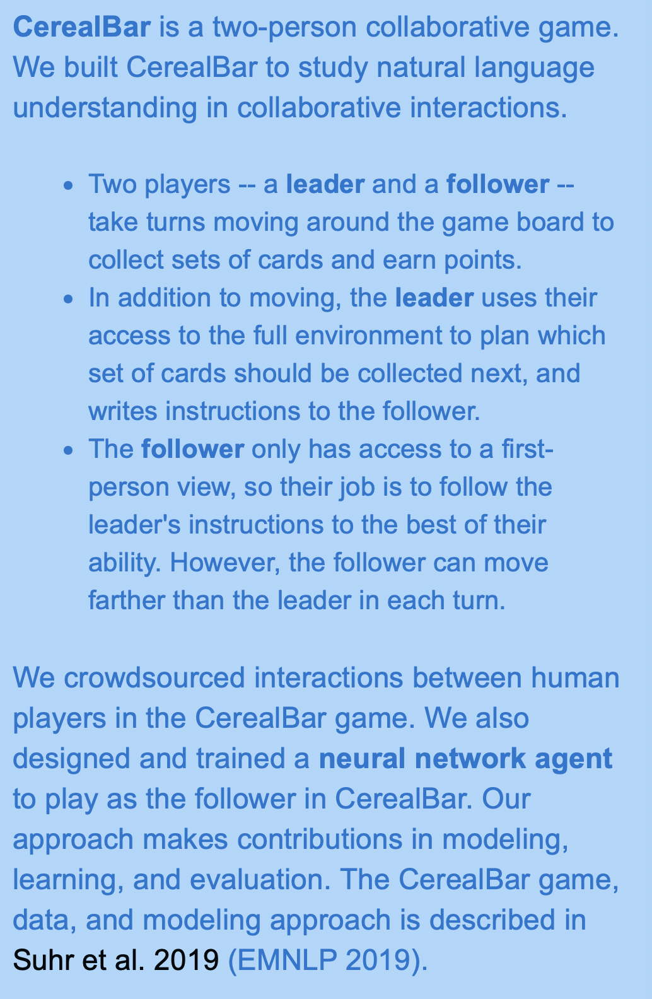 CerealBar is a two-person collaborative game.
We built CerealBar to study natural language
understanding in collaborative interactions.
• Two players -- a leader and a follower --
take turns moving around the game board to
collect sets of cards and earn points.
• In addition to moving, the leader uses their
access to the full environment to plan which
set of cards should be collected next, and
writes instructions to the follower.
• The follower only has access to a first-
person view, so their job is to follow the
leader's instructions to the best of their
ability. However, the follower can move
farther than the leader in each turn.
We crowdsourced interactions between human
players in the CerealBar game. We also
designed and trained a neural network agent
to play as the follower in CerealBar. Our
approach makes contributions in modeling,
learning, and evaluation. The CerealBar game,
data, and modeling approach is described in
Suhr et al. 2019 (EMNLP 2019).